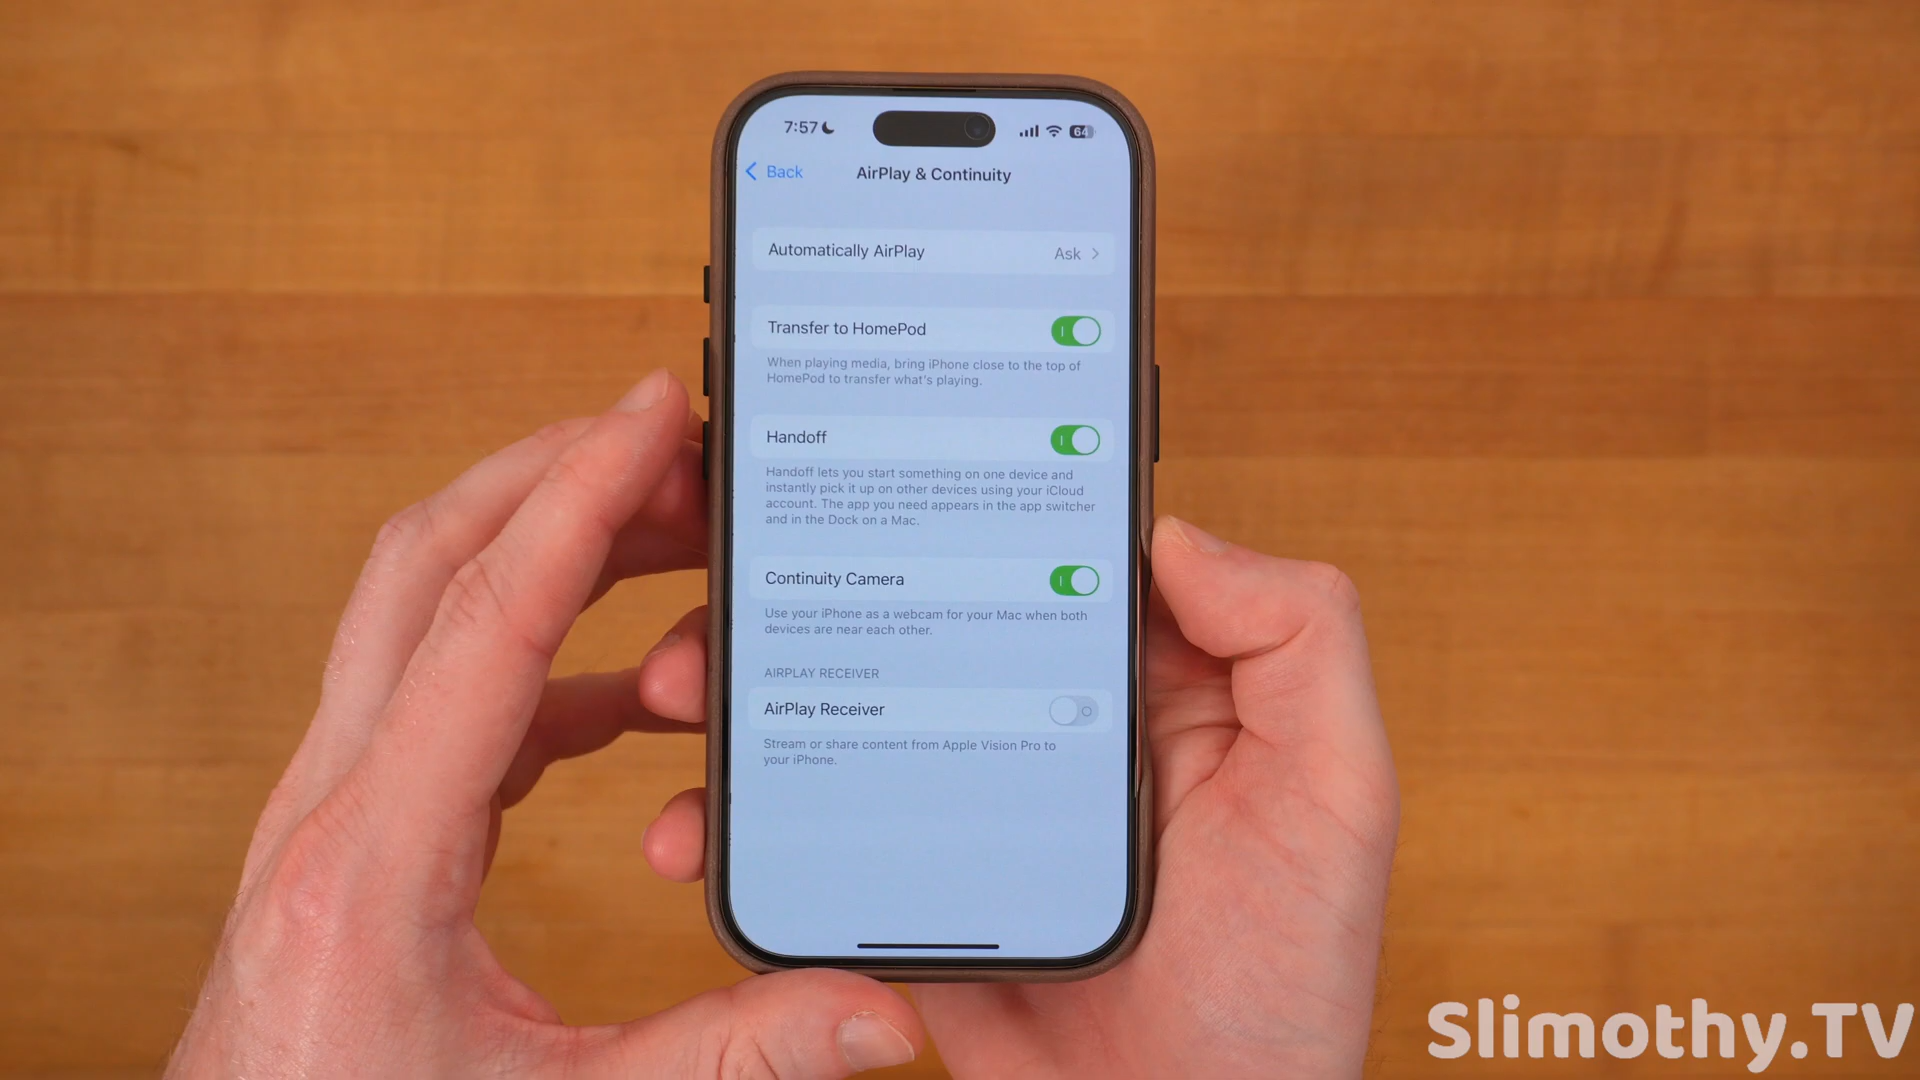 7:57
64
Back
AirPlay & Continuity
Automatically AirPlay
Ask
Transfer to HomePod
When playing media, bring iPhone close to the top of
HomePod to transfer what's playing.
Handoff
Handoff lets you start something on one device and
instantly pick it up on other devices using your iCloud
account. The app you need appears in the app switcher
and in the Dock on a Mac.
Continuity Camera
Use your iPhone as a webcam for your Mac when both
devices are near each other.
AIRPLAY RECEIVER
AirPlay Receiver
Stream or share content from Apple Vision Pro to
your iPhone.
Slimothy.TV